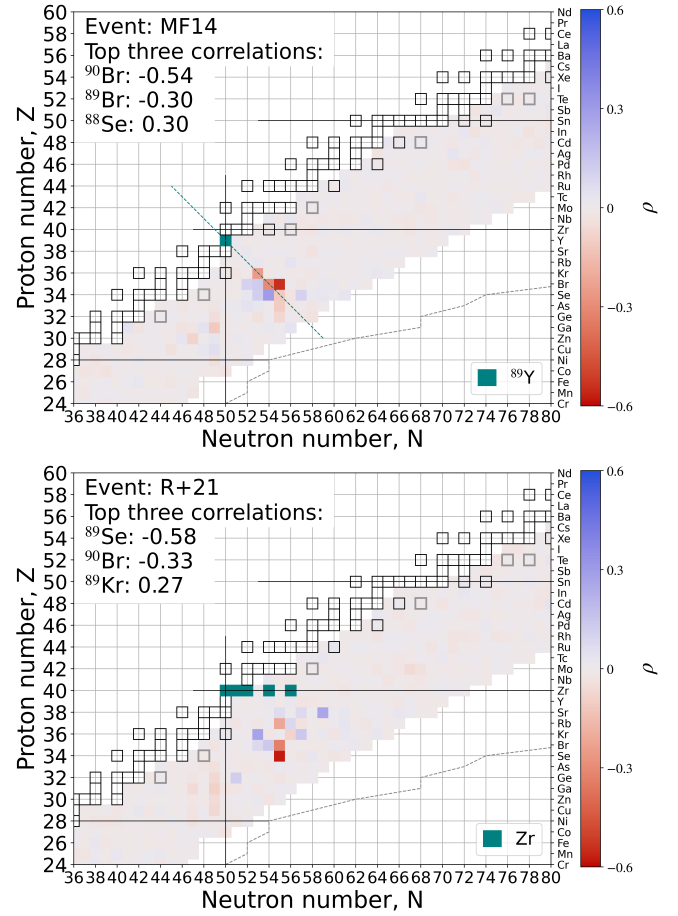 Event: MF14
Top three correlations:
⁹⁰Br: -0.54
⁸⁹Br: -0.30
⁸⁸Se: 0.30
60
58
56
54
52
50
48
46
44
42
40
38
36
34
32
30
28
26
24
Proton number, Z
36 38 40 42 44 46 48 50 52 54 56 58 60 62 64 66 68 70 72 74 76 78 80
Neutron number, N
Nd
Pr
Ce
La
Ba
Cs
Xe
I
Te
Sb
Sn
In
Cd
Ag
Pd
Rh
Ru
Tc
Mo
Nb
Zr
Y
Sr
Rb
Kr
Br
Se
As
Ge
Ga
Zn
Cu
Ni
Co
Fe
Mn
Cr
⁸⁹Y
0.6
0.3
0
−0.3
−0.6
ρ
Event: R+21
Top three correlations:
⁸⁹Se: -0.58
⁹⁰Br: -0.33
⁸⁹Kr: 0.27
60
58
56
54
52
50
48
46
44
42
40
38
36
34
32
30
28
26
24
Proton number, Z
36 38 40 42 44 46 48 50 52 54 56 58 60 62 64 66 68 70 72 74 76 78 80
Neutron number, N
Nd
Pr
Ce
La
Ba
Cs
Xe
I
Te
Sb
Sn
In
Cd
Ag
Pd
Rh
Ru
Tc
Mo
Nb
Zr
Y
Sr
Rb
Kr
Br
Se
As
Ge
Ga
Zn
Cu
Ni
Co
Fe
Mn
Cr
Zr
0.6
0.3
0
−0.3
−0.6
ρ